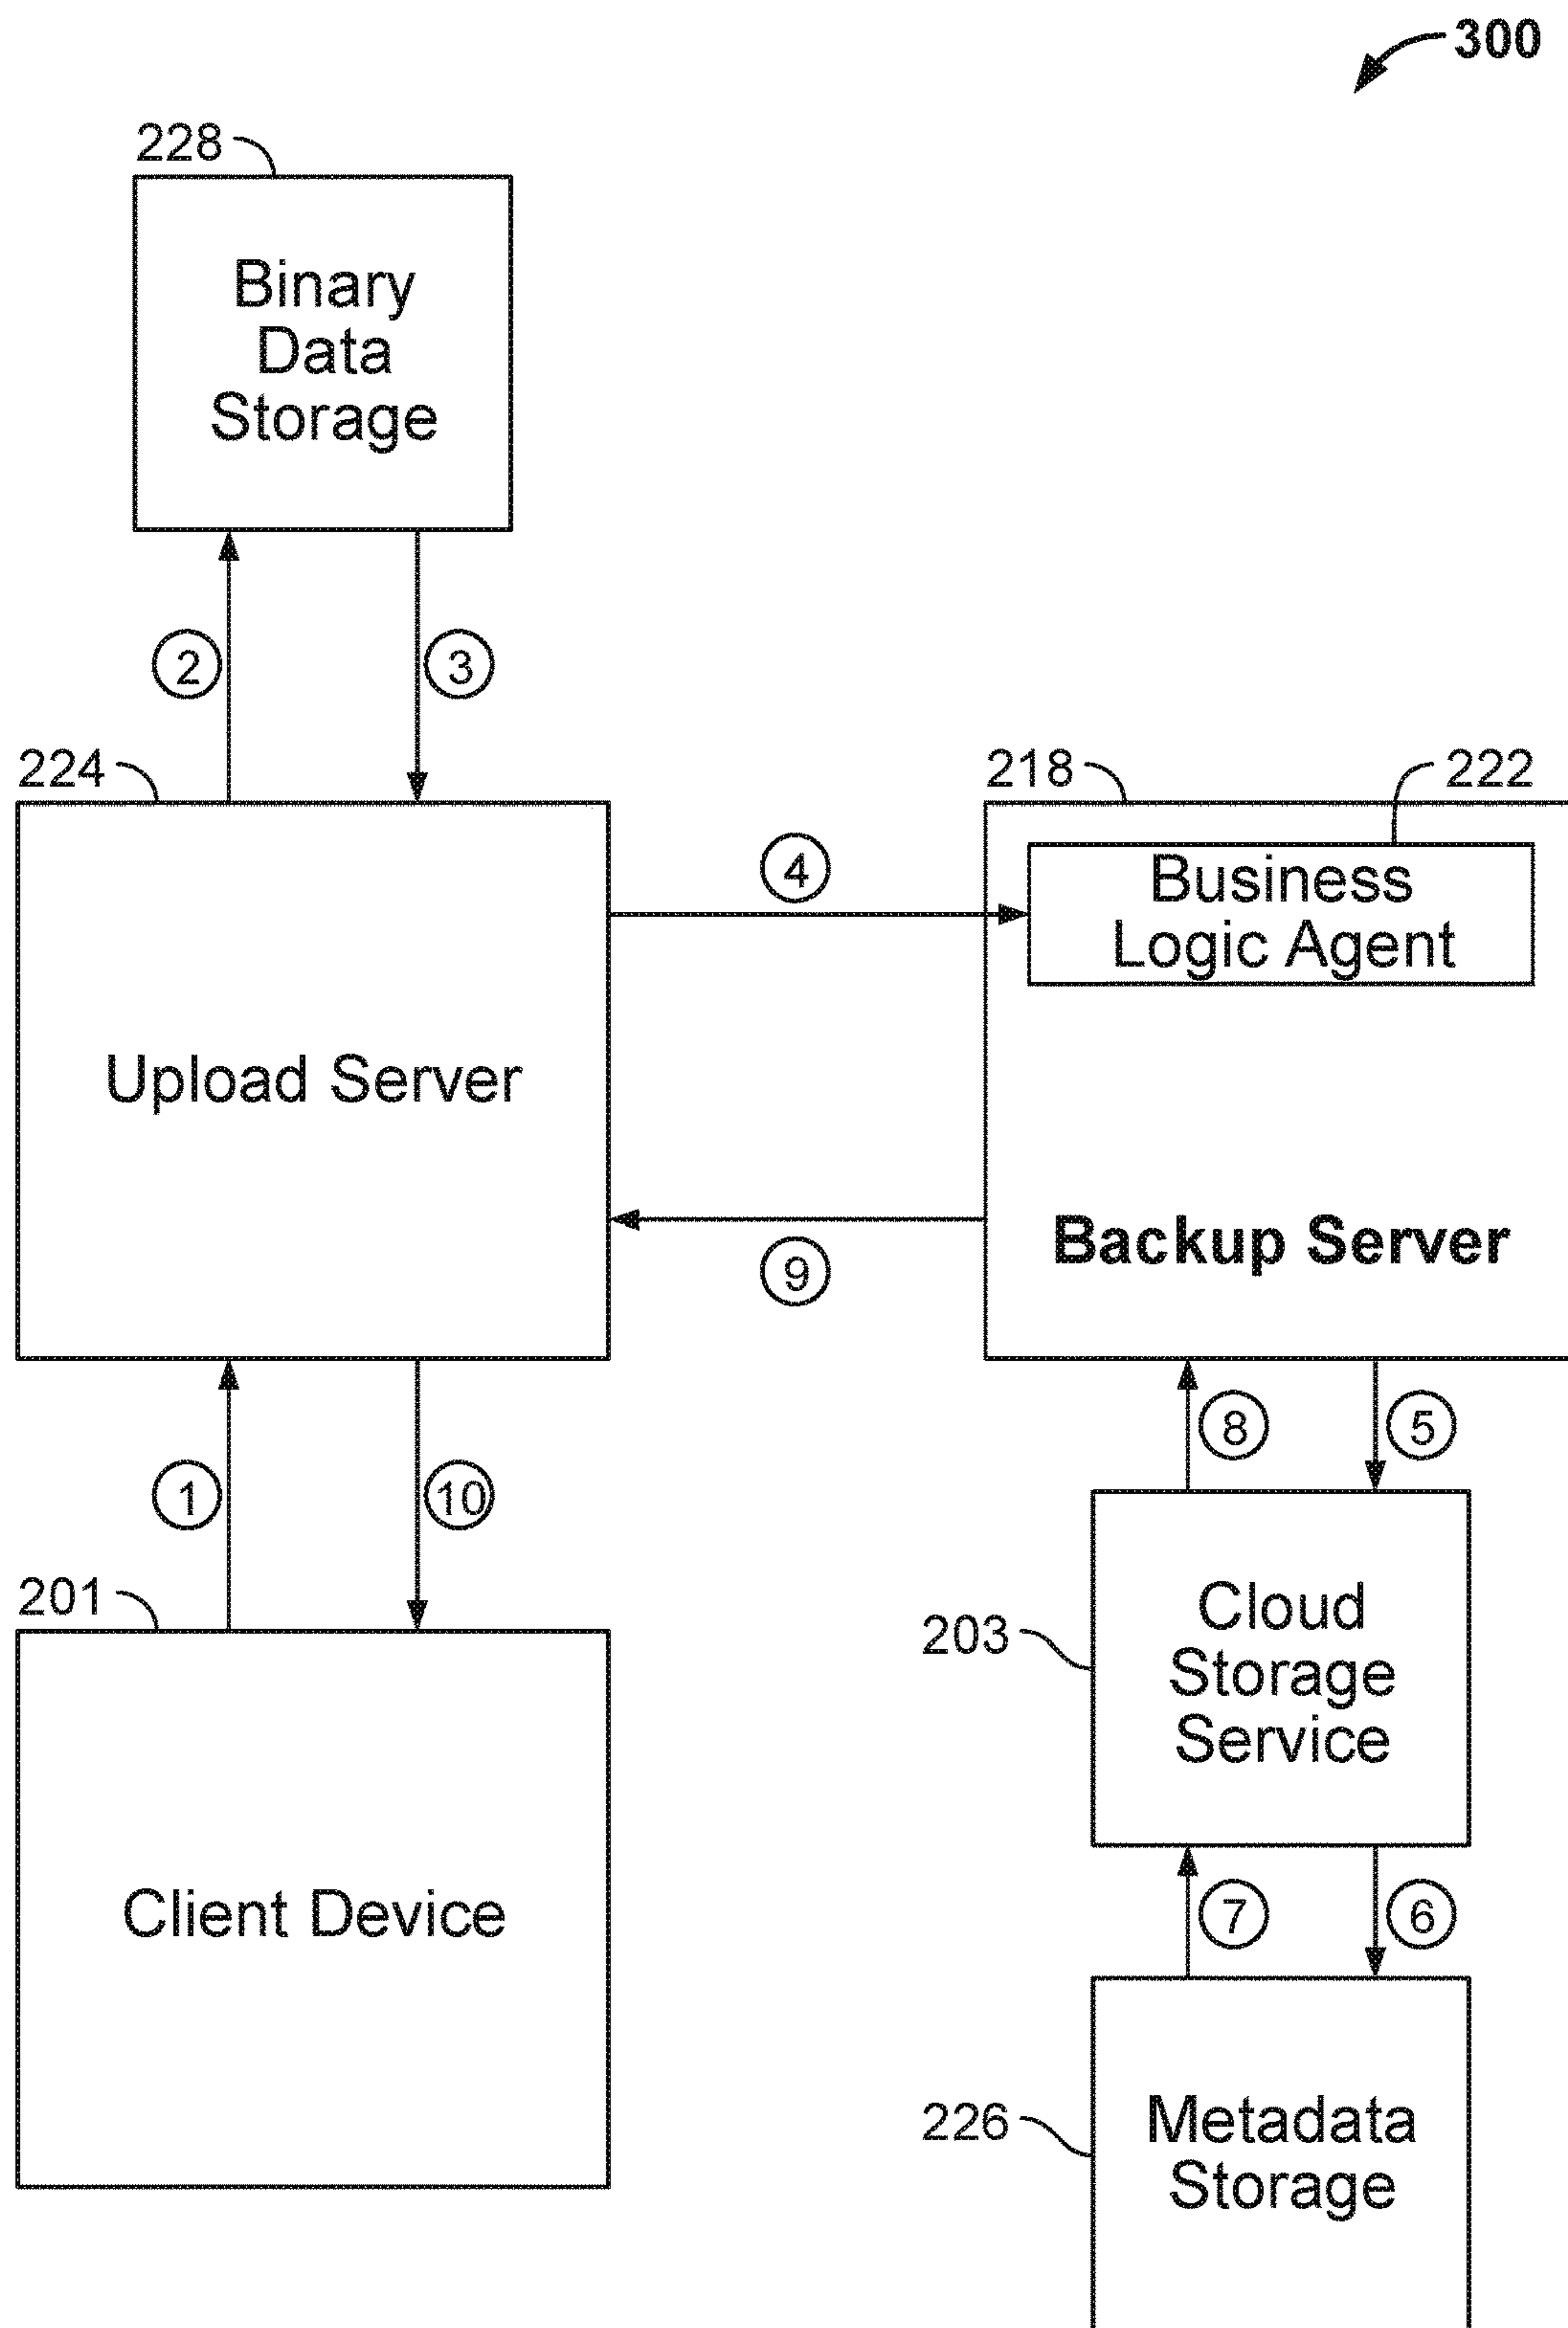 300
228
Binary
Data
Storage
2
3
224
218
222
4
Business
Logic Agent
Upload Server
Backup Server
9
8
5
1
10
201
203
Cloud
Storage
Service
Client Device
7
6
226
Metadata
Storage